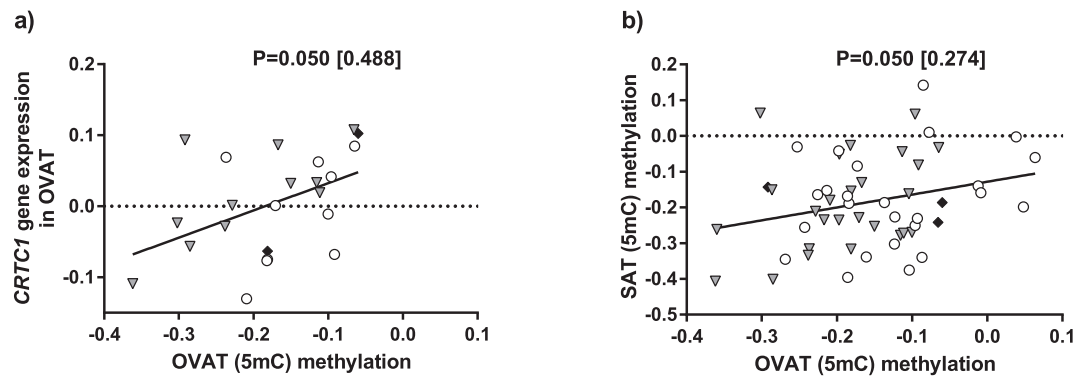 a)
P=0.050 [0.488]
CRTC1 gene expression
in OVAT
0.2
0.1
0.0
-0.1
-0.4
-0.3
-0.2
-0.1
0.0
0.1
OVAT (5mC) methylation
b)
P=0.050 [0.274]
SAT (5mC) methylation
0.2
0.1
0.0
-0.1
-0.2
-0.3
-0.4
-0.5
-0.4
-0.3
-0.2
-0.1
0.0
0.1
OVAT (5mC) methylation